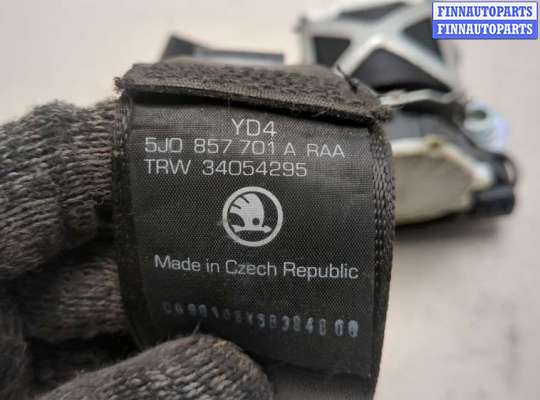 FINNAUTOPARTS
FINNAUTOPARTS
YD4
5J0 857 701 A RAA
TRW 34054295
Made in Czech Republic